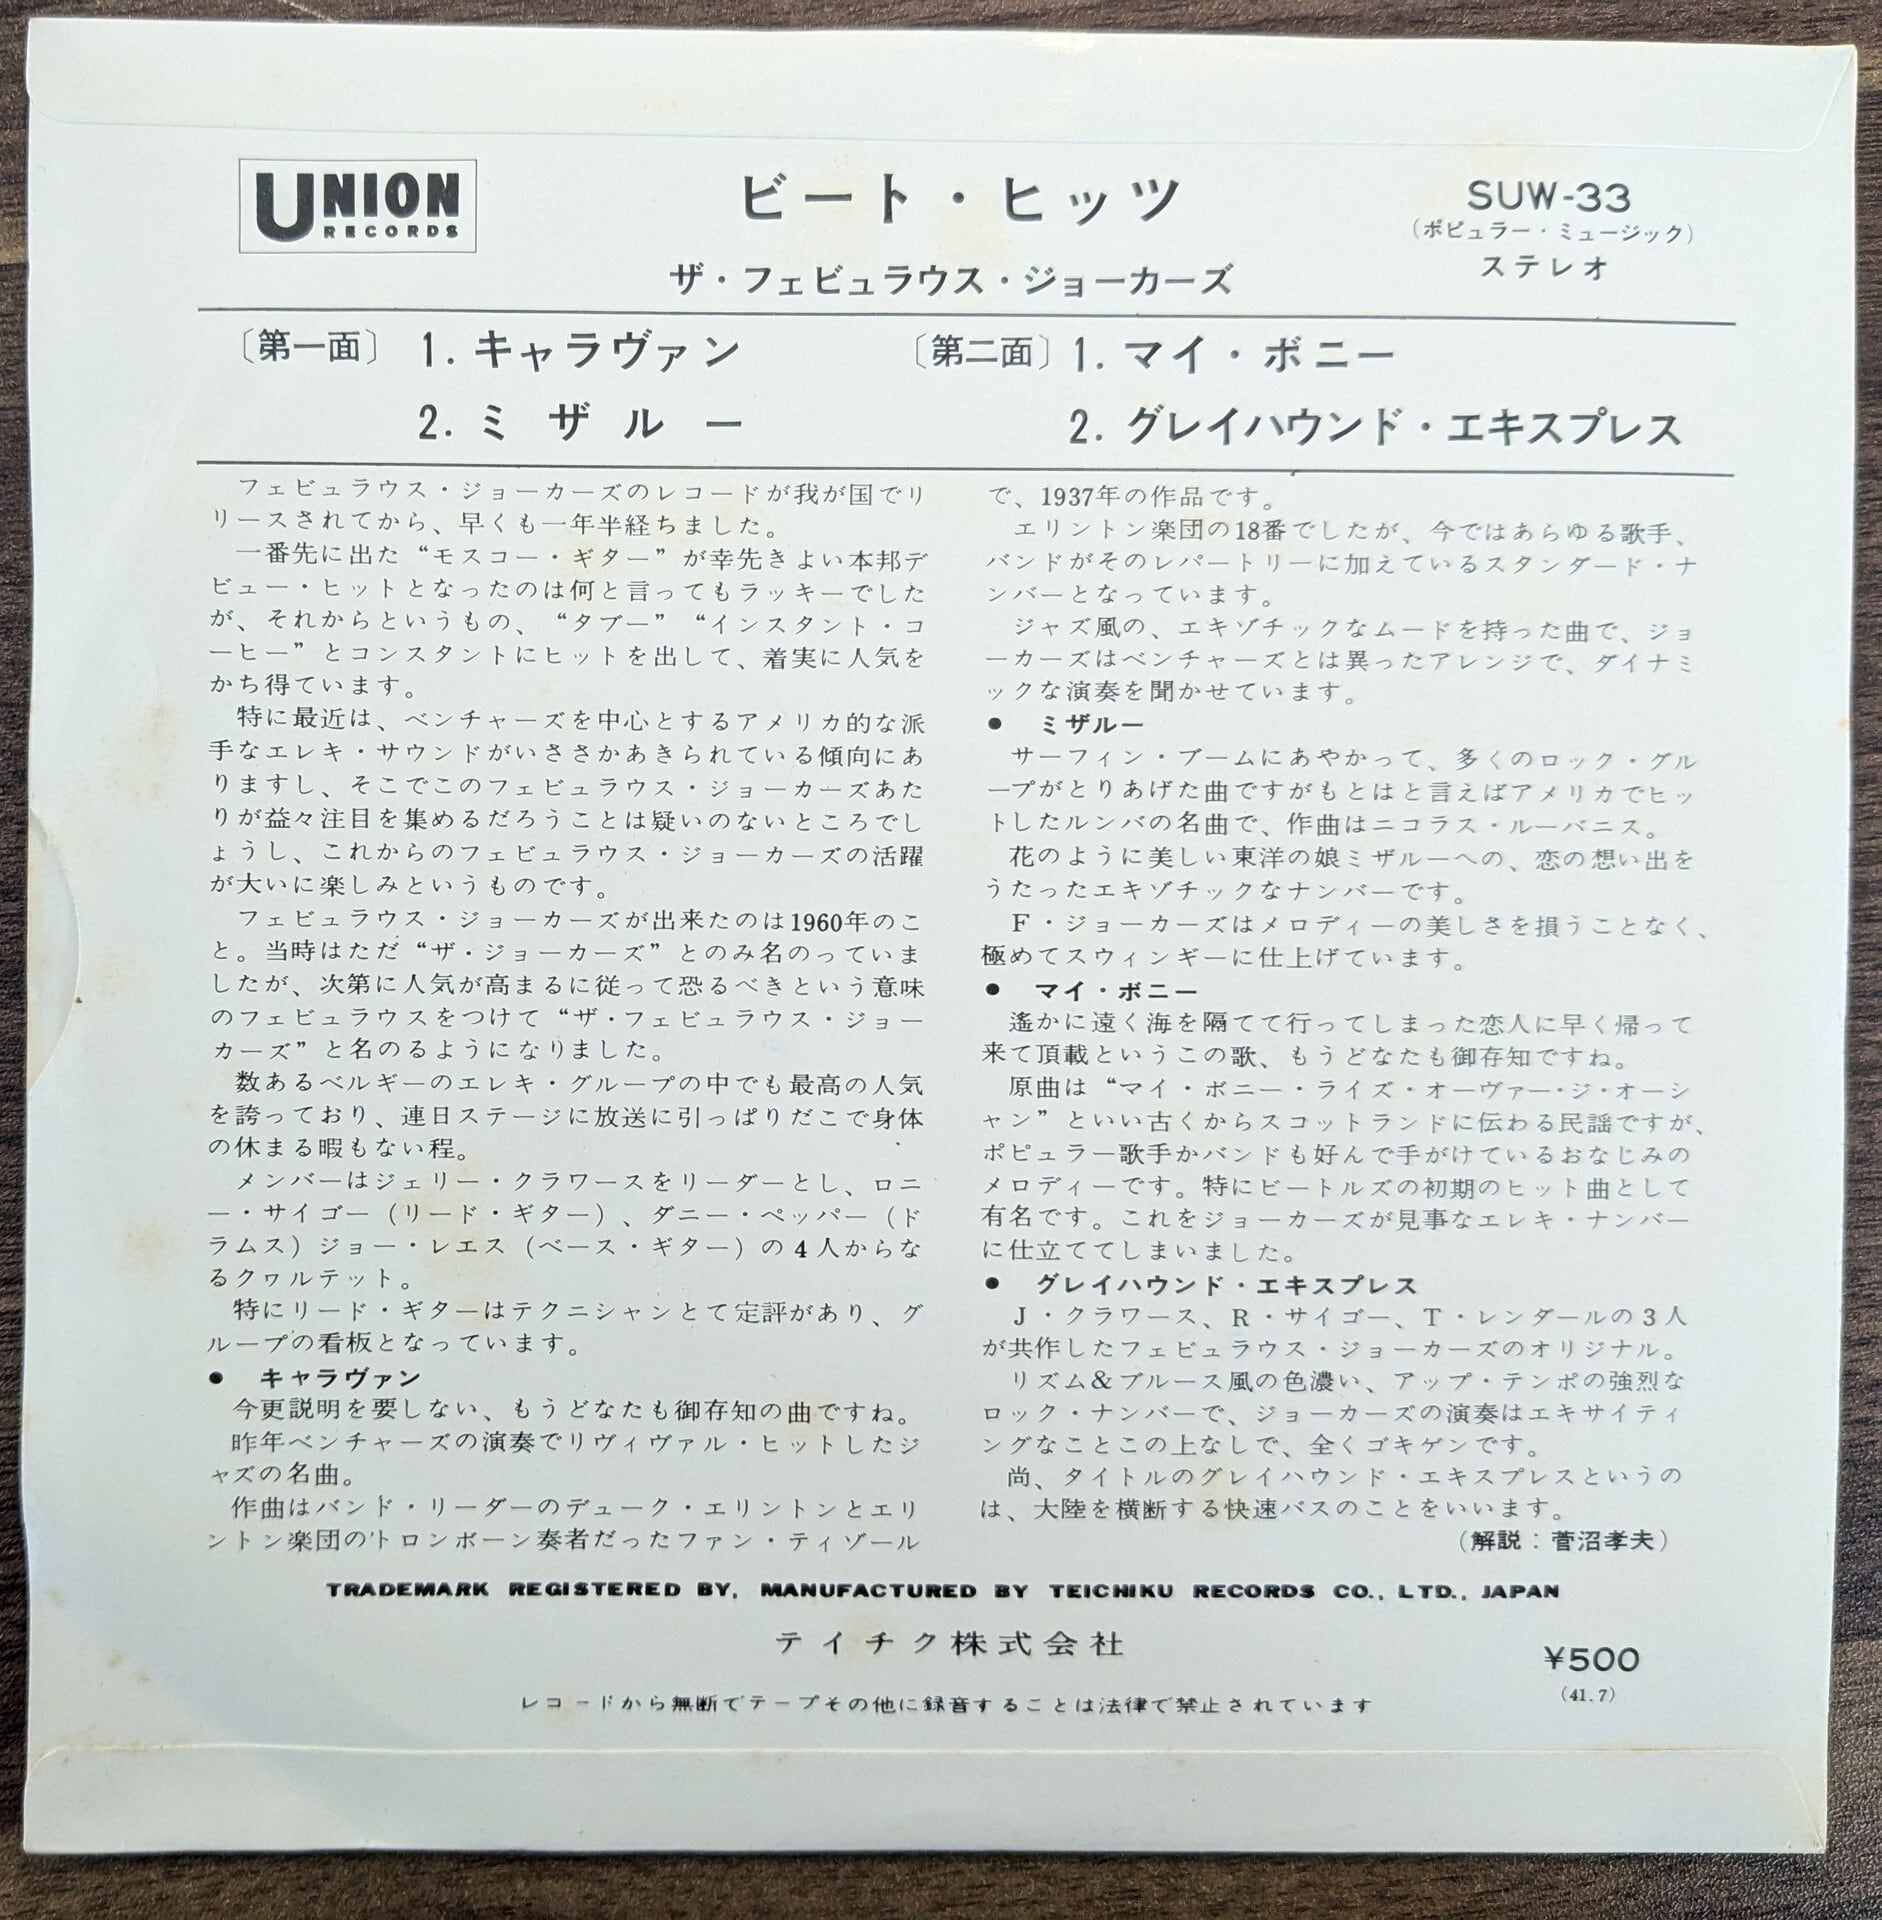 UNION
RECORDS
ビート・ヒッツ
ザ・フェビュラウス・ジョーカーズ
SUW-33
(ポピュラー・ミュージック)
ステレオ
〔第一面〕 1. キャラヴァン
2. ミザルー
〔第二面〕 1. マイ・ボニー
2. グレイハウンド・エキスプレス
フェビュラウス・ジョーカーズのレコードが我が国でリ
リースされてから、早くも一年半経ちました。
一番先に出た“モスコー・ギター”が幸先きよい本邦デ
ビュー・ヒットとなったのは何と言ってもラッキーでした
が、それからというもの、“タブー”“インスタント・コ
ーヒー”とコンスタントにヒットを出して、着実に人気を
かち得ています。
特に最近は、ベンチャーズを中心とするアメリカ的な派
手なエレキ・サウンドがいささかあきられている傾向にあ
りますし、そこでこのフェビュラウス・ジョーカーズあた
りが益々注目を集めるだろうことは疑いのないところでし
ょうし、これからのフェビュラウス・ジョーカーズの活躍
が大いに楽しみというものです。
フェビュラウス・ジョーカーズが出来たのは1960年のこ
と。当時はただ“ザ・ジョーカーズ”とのみ名のっていま
したが、次第に人気が高まるに従って恐るべきという意味
のフェビュラウスをつけて“ザ・フェビュラウス・ジョー
カーズ”と名のるようになりました。
数あるベルギーのエレキ・グループの中でも最高の人気
を誇っており、連日ステージに放送に引っぱりだこで身体
の休まる暇もない程。
メンバーはジェリー・クラワースをリーダーとし、ロニ
ー・サイゴー(リード・ギター)、ダニー・ペッパー(ド
ラムス)ジョー・レエス(ベース・ギター)の4人からな
るクヮルテット。
特にリード・ギターはテクニシャンとて定評があり、グ
ループの看板となっています。
● キャラヴァン
今更説明を要しない、もうどなたも御存知の曲ですね。
昨年ベンチャーズの演奏でリヴィヴァル・ヒットしたジ
ャズの名曲。
作曲はバンド・リーダーのデューク・エリントンとエリ
ントン楽団のトロンボーン奏者だったファン・ティゾール
で、1937年の作品です。
エリントン楽団の18番でしたが、今ではあらゆる歌手、
バンドがそのレパートリーに加えているスタンダード・ナ
ンバーとなっています。
ジャズ風の、エキゾチックなムードを持った曲で、ジョ
ーカーズはベンチャーズとは異ったアレンジで、ダイナミ
ックな演奏を聞かせています。
● ミザルー
サーフィン・ブームにあやかって、多くのロック・グル
ープがとりあげた曲ですがもとはと言えばアメリカでヒッ
トしたルンバの名曲で、作曲はニコラス・ルーバニス。
花のように美しい東洋の娘ミザルーへの、恋の想い出を
うたったエキゾチックなナンバーです。
F・ジョーカーズはメロディーの美しさを損うことなく、
極めてスウィンギーに仕上げています。
● マイ・ボニー
遙かに遠く海を隔てて行ってしまった恋人に早く帰って
来て頂載というこの歌、もうどなたも御存知ですね。
原曲は“マイ・ボニー・ライズ・オーヴァー・ジ・オーシ
ャン”といい古くからスコットランドに伝わる民謡ですが、
ポピュラー歌手かバンドも好んで手がけているおなじみの
メロディーです。特にビートルズの初期のヒット曲として
有名です。これをジョーカーズが見事なエレキ・ナンバー
に仕立ててしまいました。
● グレイハウンド・エキスプレス
J・クラワース、R・サイゴー、T・レンダールの3人
が共作したフェビュラウス・ジョーカーズのオリジナル。
リズム&ブルース風の色濃い、アップ・テンポの強烈な
ロック・ナンバーで、ジョーカーズの演奏はエキサイティ
ングなことこの上なしで、全くゴキゲンです。
尚、タイトルのグレイハウンド・エキスプレスというの
は、大陸を横断する快速バスのことをいいます。
(解説:菅沼孝夫)
TRADEMARK REGISTERED BY, MANUFACTURED BY TEICHIKU RECORDS CO., LTD., JAPAN
テイチク株式会社
¥500
(41.7)
レコードから無断でテープその他に録音することは法律で禁止されています